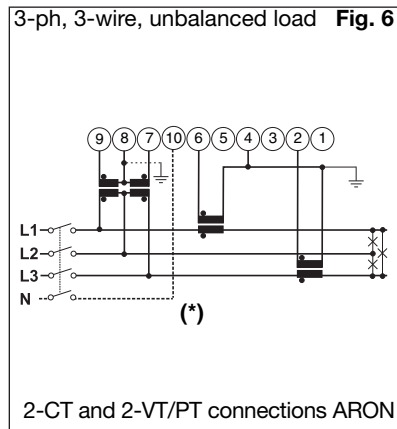 3-ph, 3-wire, unbalanced load Fig. 6
9 8 7 10 6 5 4 3 2 1
L1
L2
L3
N
(*)
2-CT and 2-VT/PT connections ARON